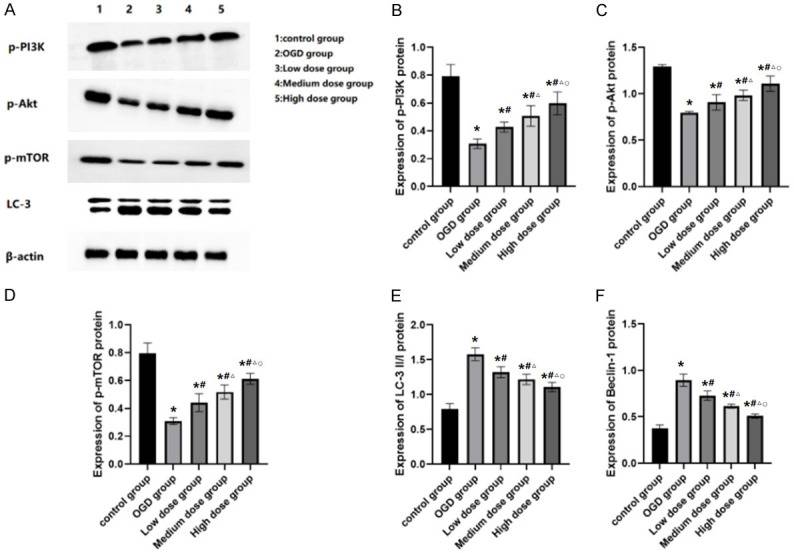 A
1 2 3 4 5
p-PI3K
p-Akt
p-mTOR
LC-3
β-actin
1:control group
2:OGD group
3:Low dose group
4:Medium dose group
5:High dose group
B
Expression of p-PI3K protein
1.0
0.8
0.6
0.4
0.2
0.0
*
*#
*#△
*#△○
control group
OGD group
Low dose group
Medium dose group
High dose group
C
Expression of p-Akt protein
1.5
1.0
0.5
0.0
*
*#
*#△
*#△○
control group
OGD group
Low dose group
Medium dose group
High dose group
D
Expression of p-mTOR protein
1.0
0.8
0.6
0.4
0.2
0.0
*
*#
*#△
*#△○
control group
OGD group
Low dose group
Medium dose group
High dose group
E
Expression of LC-3 II/I protein
2.0
1.5
1.0
0.5
0.0
*
*#
*#△
*#△○
control group
OGD group
Low dose group
Medium dose group
High dose group
F
Expression of Beclin-1 protein
1.5
1.0
0.5
0.0
*
*#
*#△
*#△○
control group
OGD group
Low dose group
Medium dose group
High dose group